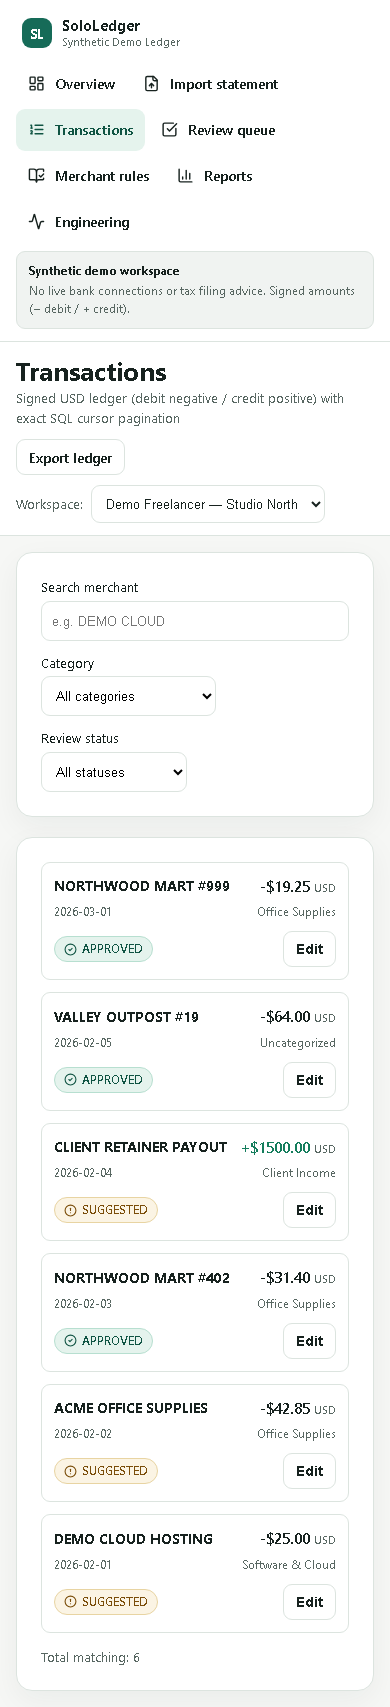 SL
SoloLedger
Synthetic Demo Ledger
Overview
Import statement
Transactions
Review queue
Merchant rules
Reports
Engineering
Synthetic demo workspace
No live bank connections or tax filing advice. Signed amounts
(− debit / + credit).
Transactions
Signed USD ledger (debit negative / credit positive) with
exact SQL cursor pagination
Export ledger
Workspace: Demo Freelancer — Studio North
Search merchant
e.g. DEMO CLOUD
Category
All categories
Review status
All statuses
NORTHWOOD MART #999 -$19.25 USD
2026-03-01 Office Supplies
APPROVED Edit
VALLEY OUTPOST #19 -$64.00 USD
2026-02-05 Uncategorized
APPROVED Edit
CLIENT RETAINER PAYOUT +$1500.00 USD
2026-02-04 Client Income
SUGGESTED Edit
NORTHWOOD MART #402 -$31.40 USD
2026-02-03 Office Supplies
APPROVED Edit
ACME OFFICE SUPPLIES -$42.85 USD
2026-02-02 Office Supplies
SUGGESTED Edit
DEMO CLOUD HOSTING -$25.00 USD
2026-02-01 Software & Cloud
SUGGESTED Edit
Total matching: 6